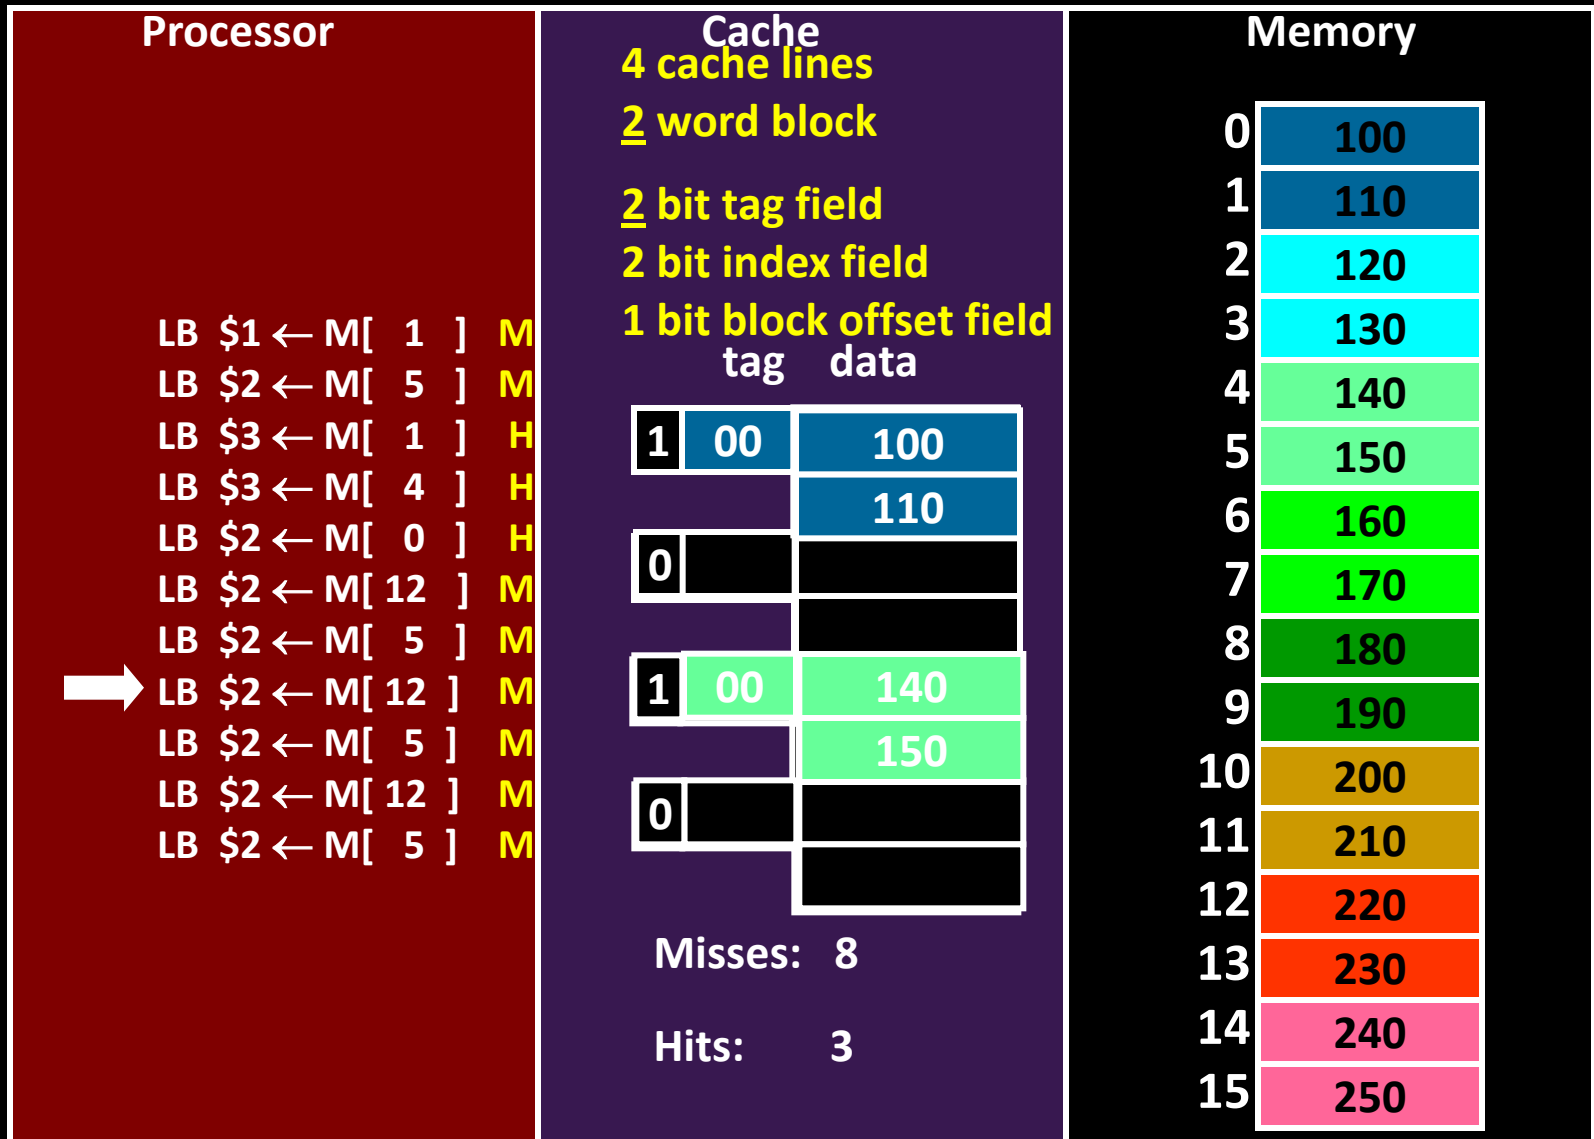 Processor
LB $1 ← M[ 1 ] M
LB $2 ← M[ 5 ] M
LB $3 ← M[ 1 ] H
LB $3 ← M[ 4 ] H
LB $2 ← M[ 0 ] H
LB $2 ← M[ 12 ] M
LB $2 ← M[ 5 ] M
LB $2 ← M[ 12 ] M
LB $2 ← M[ 5 ] M
LB $2 ← M[ 12 ] M
LB $2 ← M[ 5 ] M
Cache
4 cache lines
2 word block
2 bit tag field
2 bit index field
1 bit block offset field
tag data
1 00 100
110
0
1 00 140
150
0
Misses: 8
Hits: 3
Memory
0 100
1 110
2 120
3 130
4 140
5 150
6 160
7 170
8 180
9 190
10 200
11 210
12 220
13 230
14 240
15 250